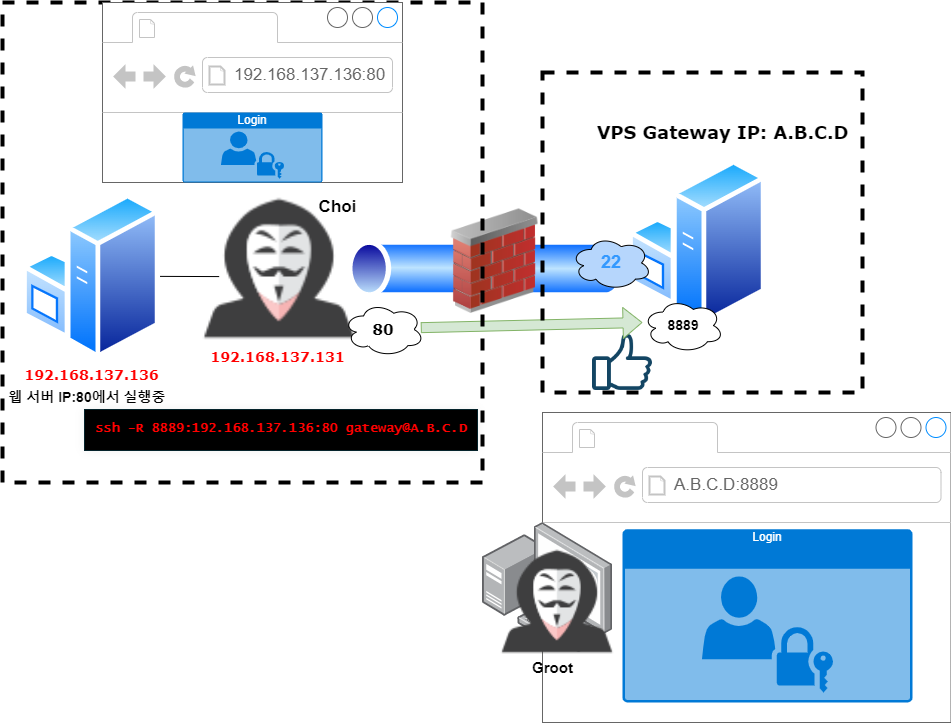 192.168.137.136:80
Login
VPS Gateway IP: A.B.C.D
Choi
22
80
8889
192.168.137.131
192.168.137.136
웹 서버 IP:80에서 실행중
ssh -R 8889:192.168.137.136:80 gateway@A.B.C.D
A.B.C.D:8889
Login
Groot